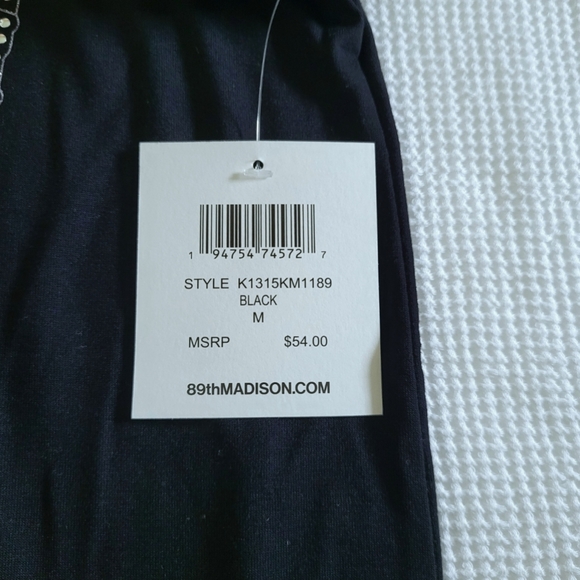 1 94754 74572 7
STYLE K1315KM1189
BLACK
M
MSRP $54.00
89thMADISON.COM